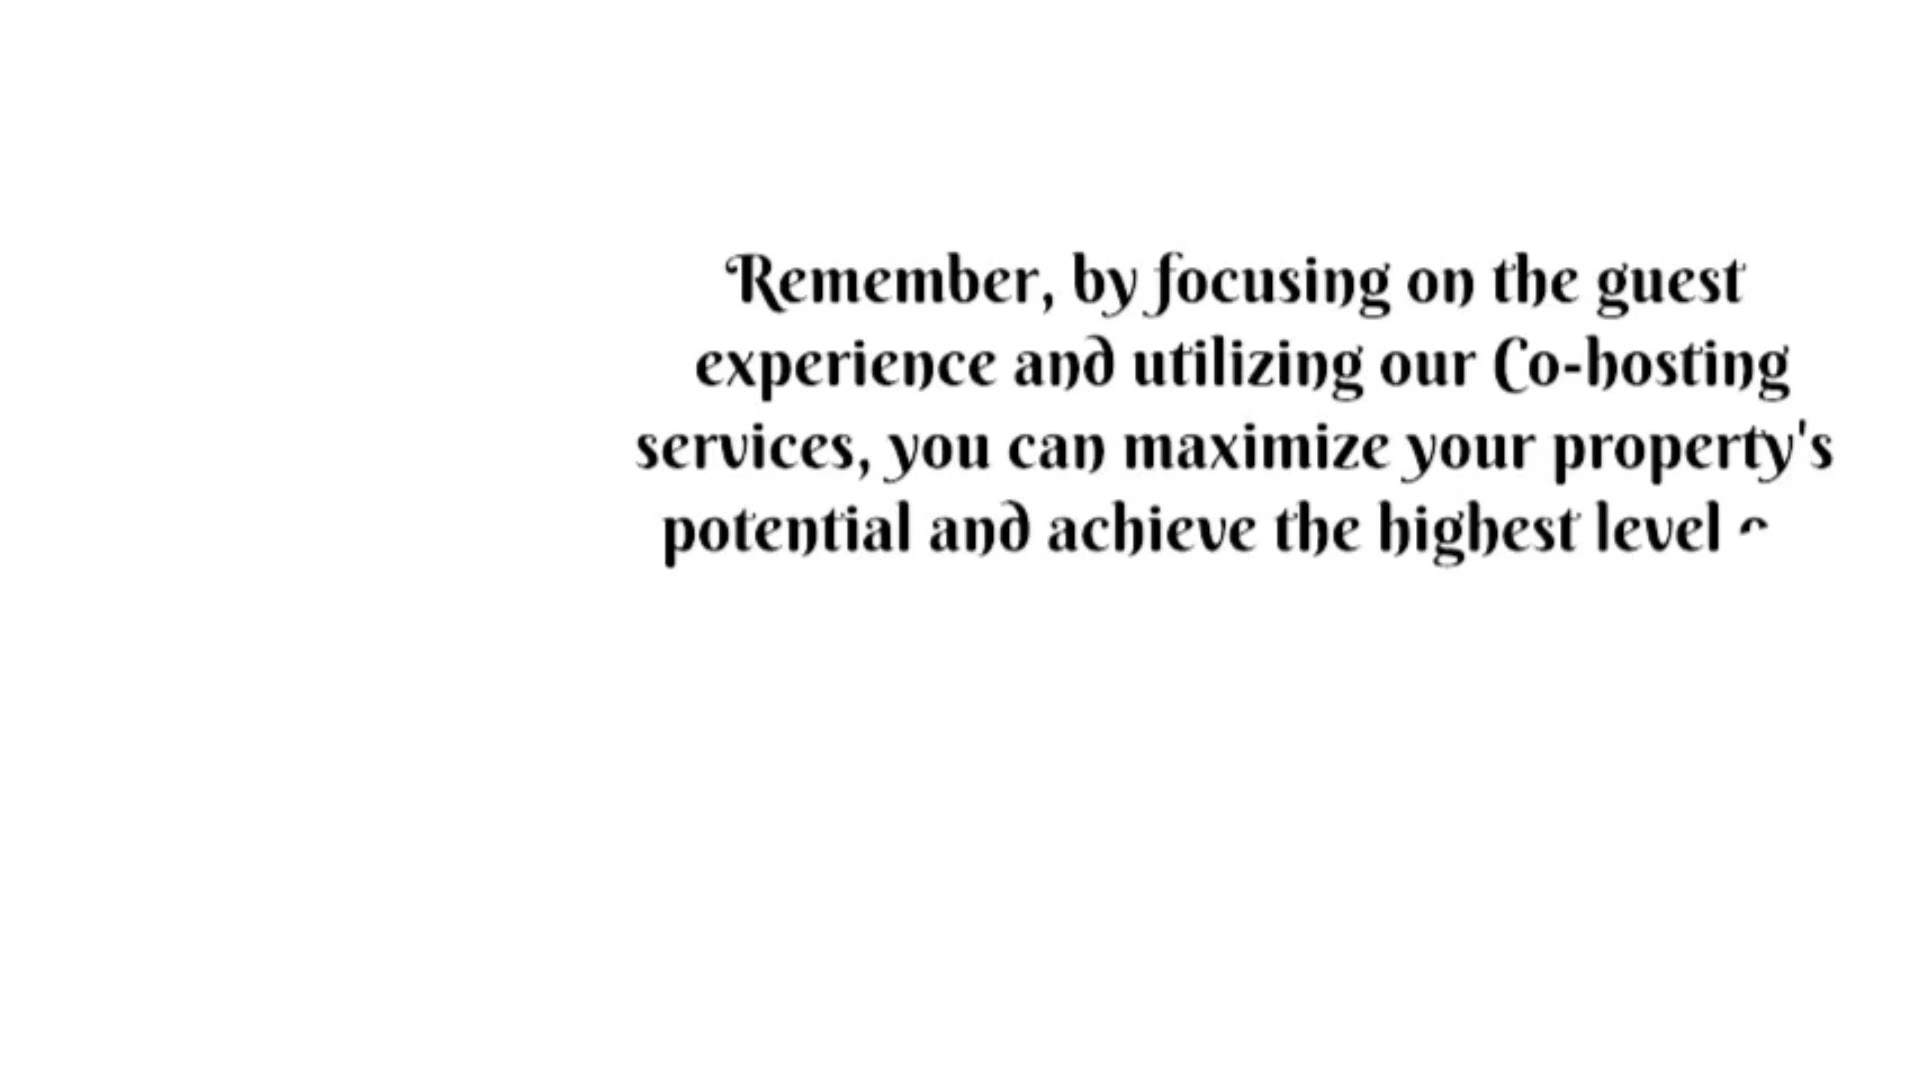 Remember, by focusing on the guest
experience and utilizing our Co-hosting
services, you can maximize your property's
potential and achieve the highest level